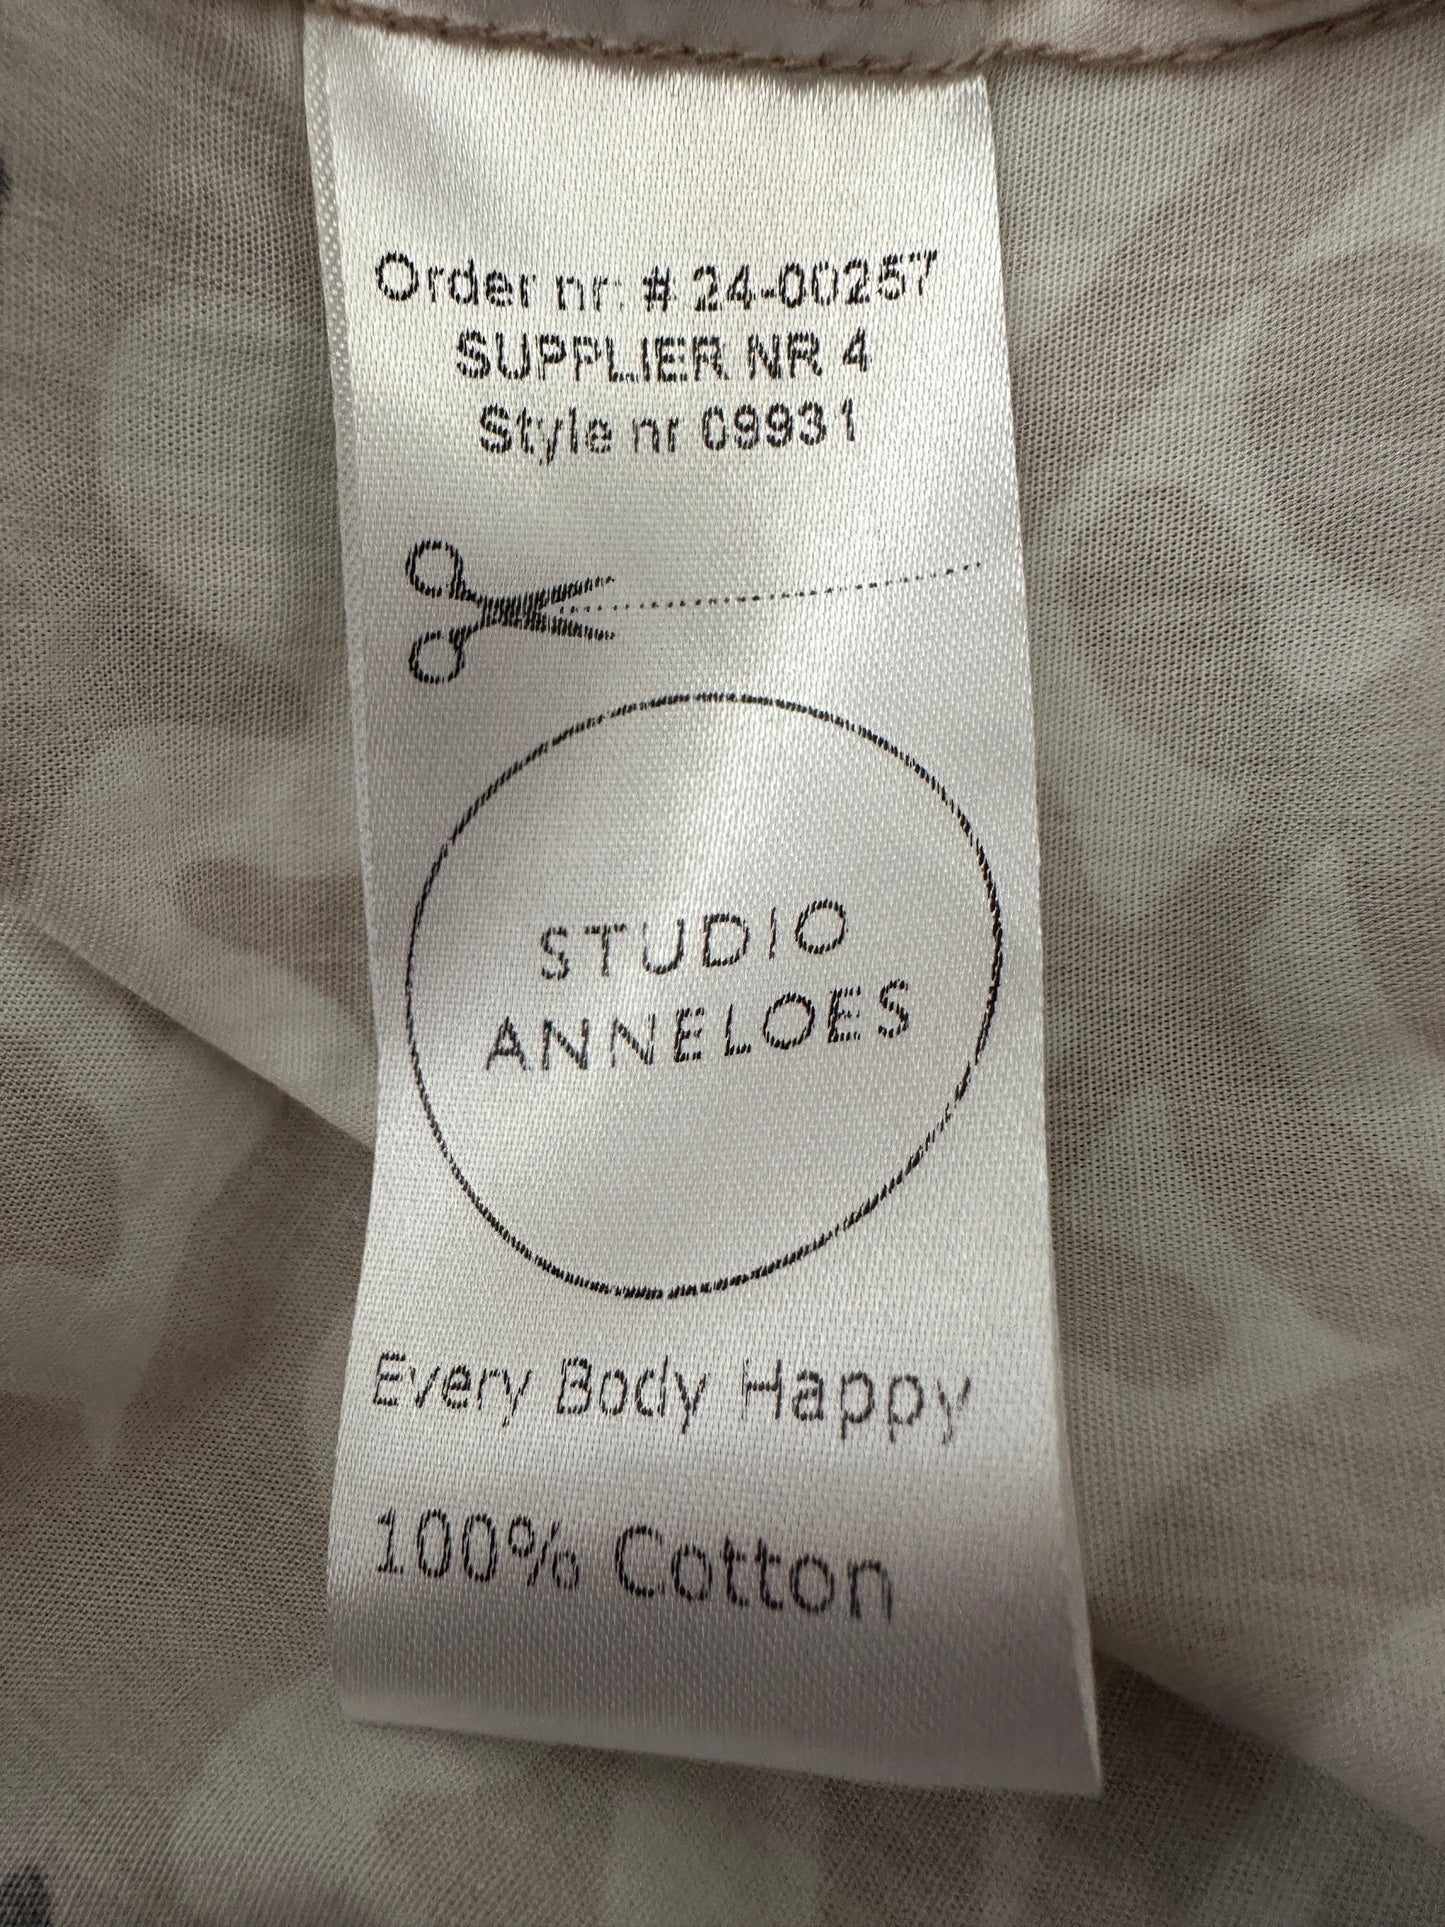 Order nr: # 24-00257
SUPPLIER NR 4
Style nr 09931
STUDIO
ANNELOES
Every Body Happy
100% Cotton